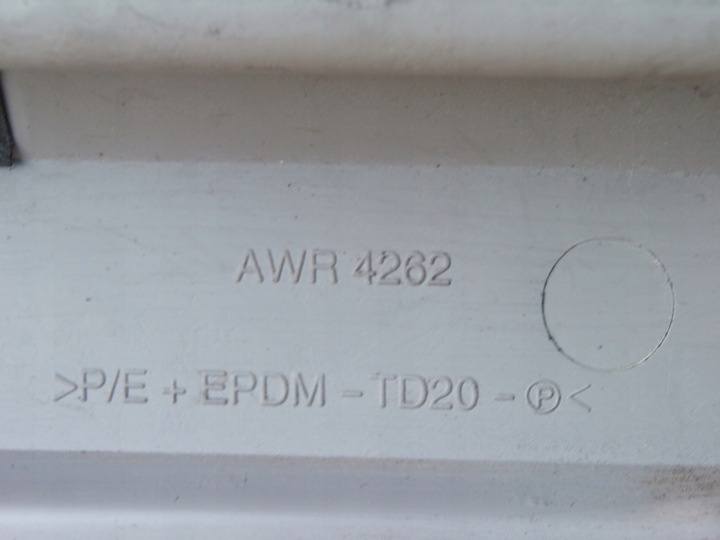 AWR 4262
>P/E + EPDM - TD20 - Ⓟ<